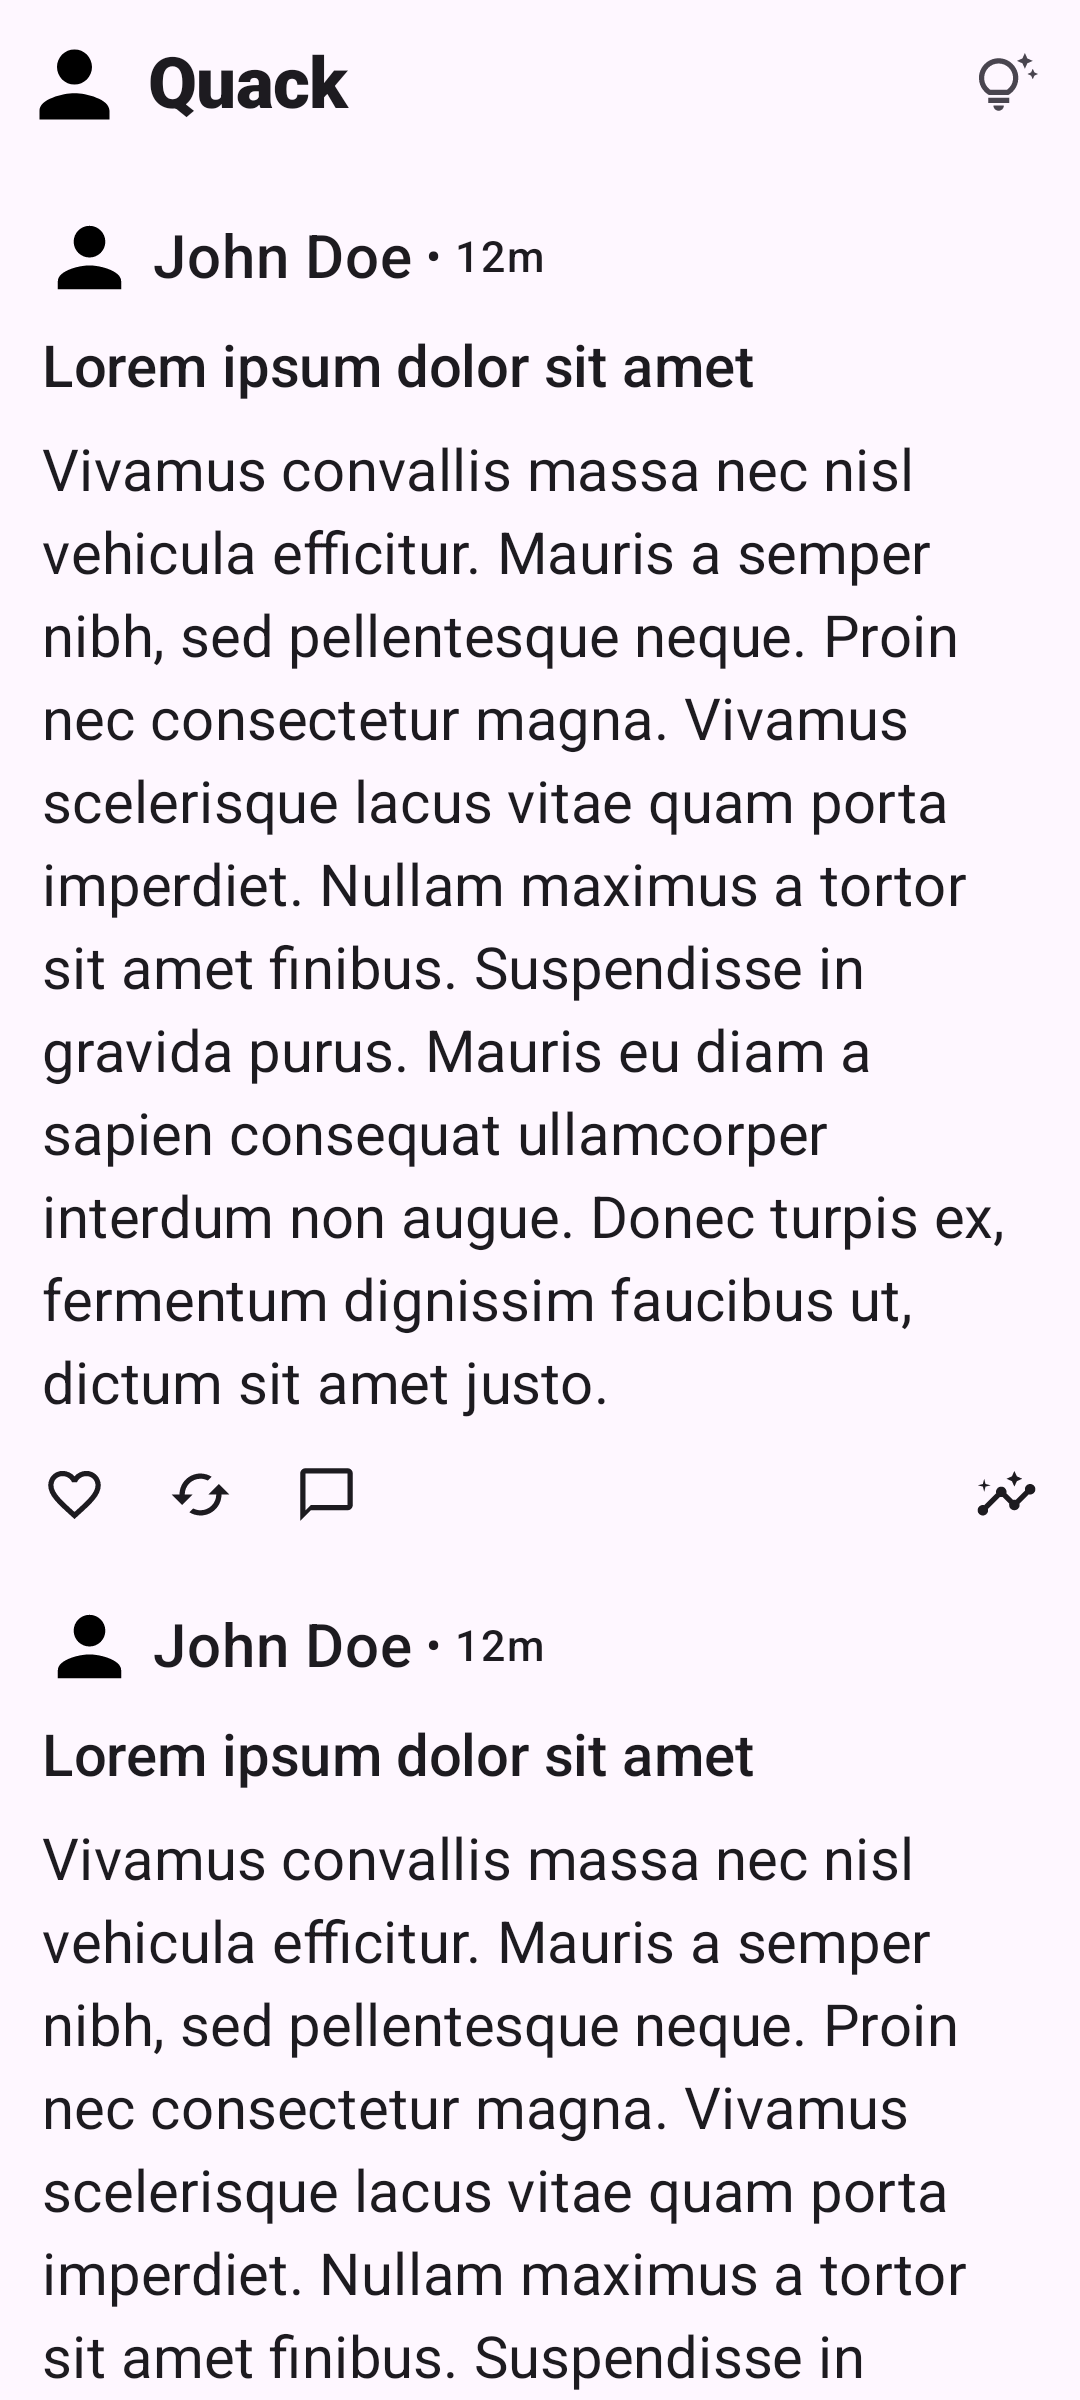 Quack
John Doe • 12m
Lorem ipsum dolor sit amet
Vivamus convallis massa nec nisl
vehicula efficitur. Mauris a semper
nibh, sed pellentesque neque. Proin
nec consectetur magna. Vivamus
scelerisque lacus vitae quam porta
imperdiet. Nullam maximus a tortor
sit amet finibus. Suspendisse in
gravida purus. Mauris eu diam a
sapien consequat ullamcorper
interdum non augue. Donec turpis ex,
fermentum dignissim faucibus ut,
dictum sit amet justo.
John Doe • 12m
Lorem ipsum dolor sit amet
Vivamus convallis massa nec nisl
vehicula efficitur. Mauris a semper
nibh, sed pellentesque neque. Proin
nec consectetur magna. Vivamus
scelerisque lacus vitae quam porta
imperdiet. Nullam maximus a tortor
sit amet finibus. Suspendisse in